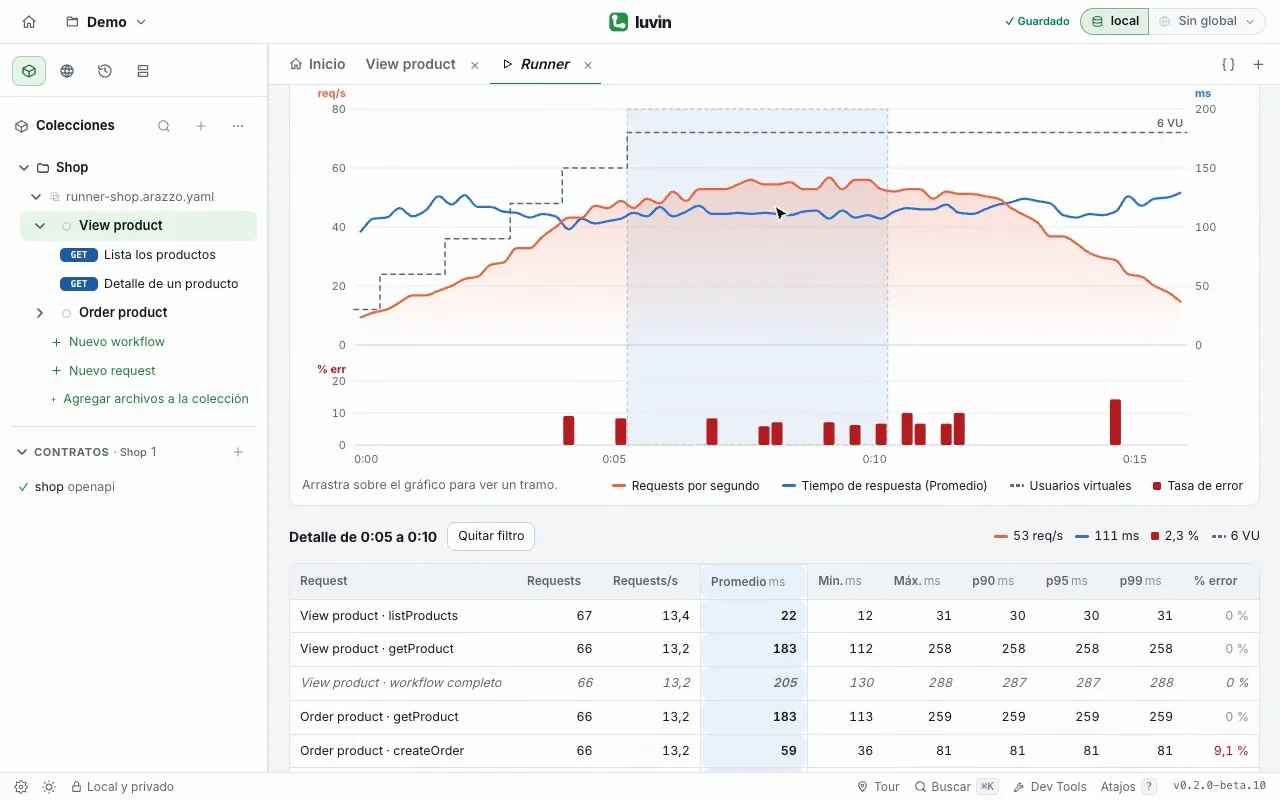 Demo
luvin
Guardado
local
Sin global
Inicio
View product
Runner
Colecciones
Shop
runner-shop.arazzo.yaml
View product
GET Lista los productos
GET Detalle de un producto
Order product
+ Nuevo workflow
+ Nuevo request
+ Agregar archivos a la colección
CONTRATOS · Shop 1
shop openapi
req/s
ms
80
60
40
20
0
200
150
100
50
0
6 VU
% err
20
10
0
0:00
0:05
0:10
0:15
Arrastra sobre el gráfico para ver un tramo.
Requests por segundo
Tiempo de respuesta (Promedio)
Usuarios virtuales
Tasa de error
Detalle de 0:05 a 0:10
Quitar filtro
53 req/s
111 ms
2,3 %
6 VU
Request Requests Requests/s Promedio ms Mín. ms Máx. ms p90 ms p95 ms p99 ms % error
View product · listProducts 67 13,4 22 12 31 30 30 31 0 %
View product · getProduct 66 13,2 183 112 258 258 258 258 0 %
View product · workflow completo 66 13,2 205 130 288 287 287 288 0 %
Order product · getProduct 66 13,2 183 113 259 259 259 259 0 %
Order product · createOrder 66 13,2 59 36 81 81 81 81 9,1 %
Local y privado
Tour
Buscar ⌘K
Dev Tools
Atajos ?
v0.2.0-beta.10